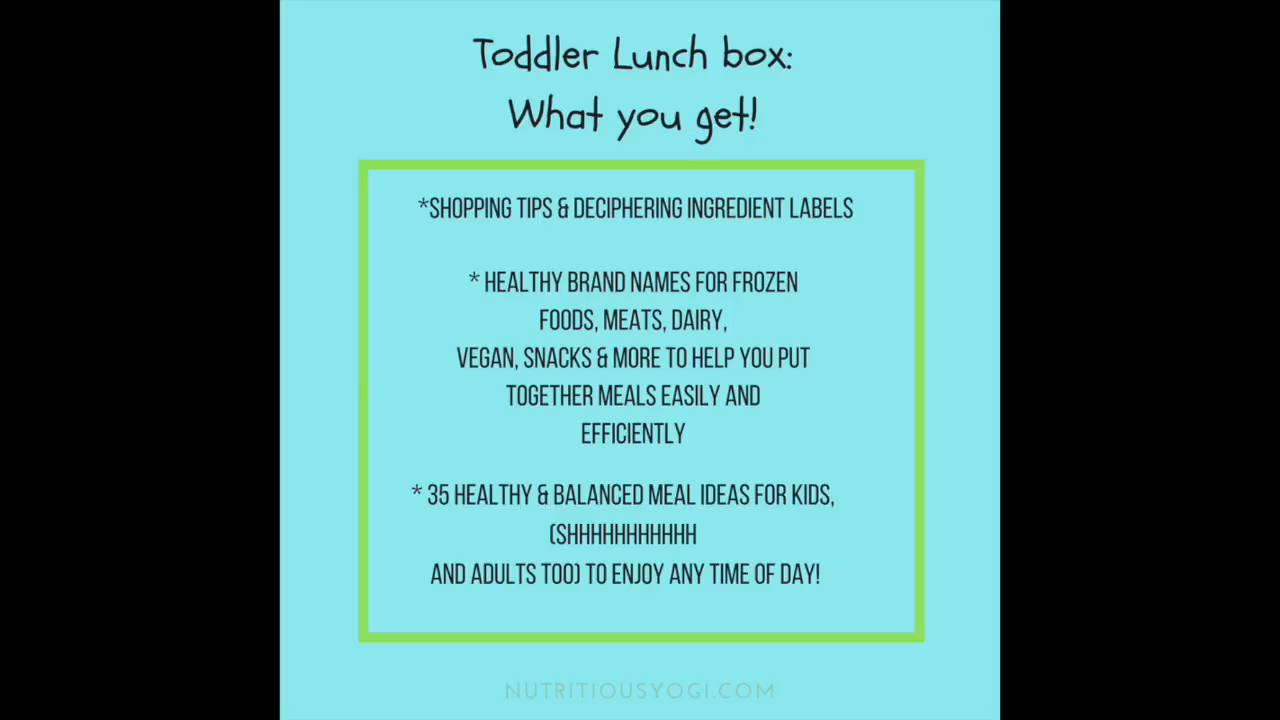 Toddler Lunch box:
What you get!
*SHOPPING TIPS & DECIPHERING INGREDIENT LABELS
* HEALTHY BRAND NAMES FOR FROZEN
FOODS, MEATS, DAIRY,
VEGAN, SNACKS & MORE TO HELP YOU PUT
TOGETHER MEALS EASILY AND
EFFICIENTLY
* 35 HEALTHY & BALANCED MEAL IDEAS FOR KIDS,
(SHHHHHHHHHHH
AND ADULTS TOO) TO ENJOY ANY TIME OF DAY!
NUTRITIOUSYOGI.COM